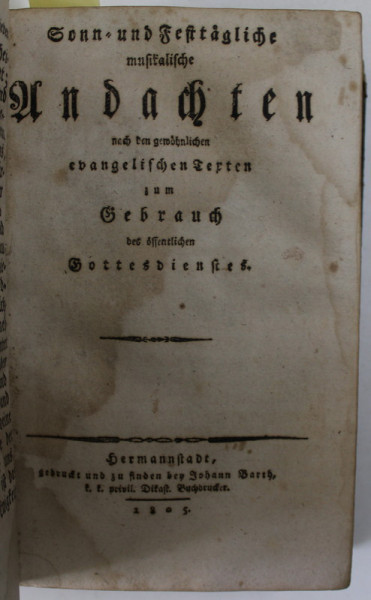 Sonn- und Festtägliche
musikalische
Andachten
nach den gewöhnlichen
evangelischen Texten
zum
Gebrauch
des öffentlichen
Gottesdienstes.
Hermannstadt,
gedruckt und zu finden bey Johann Barth,
k. k. privil. Dikast. Buchdrucker.
1805.